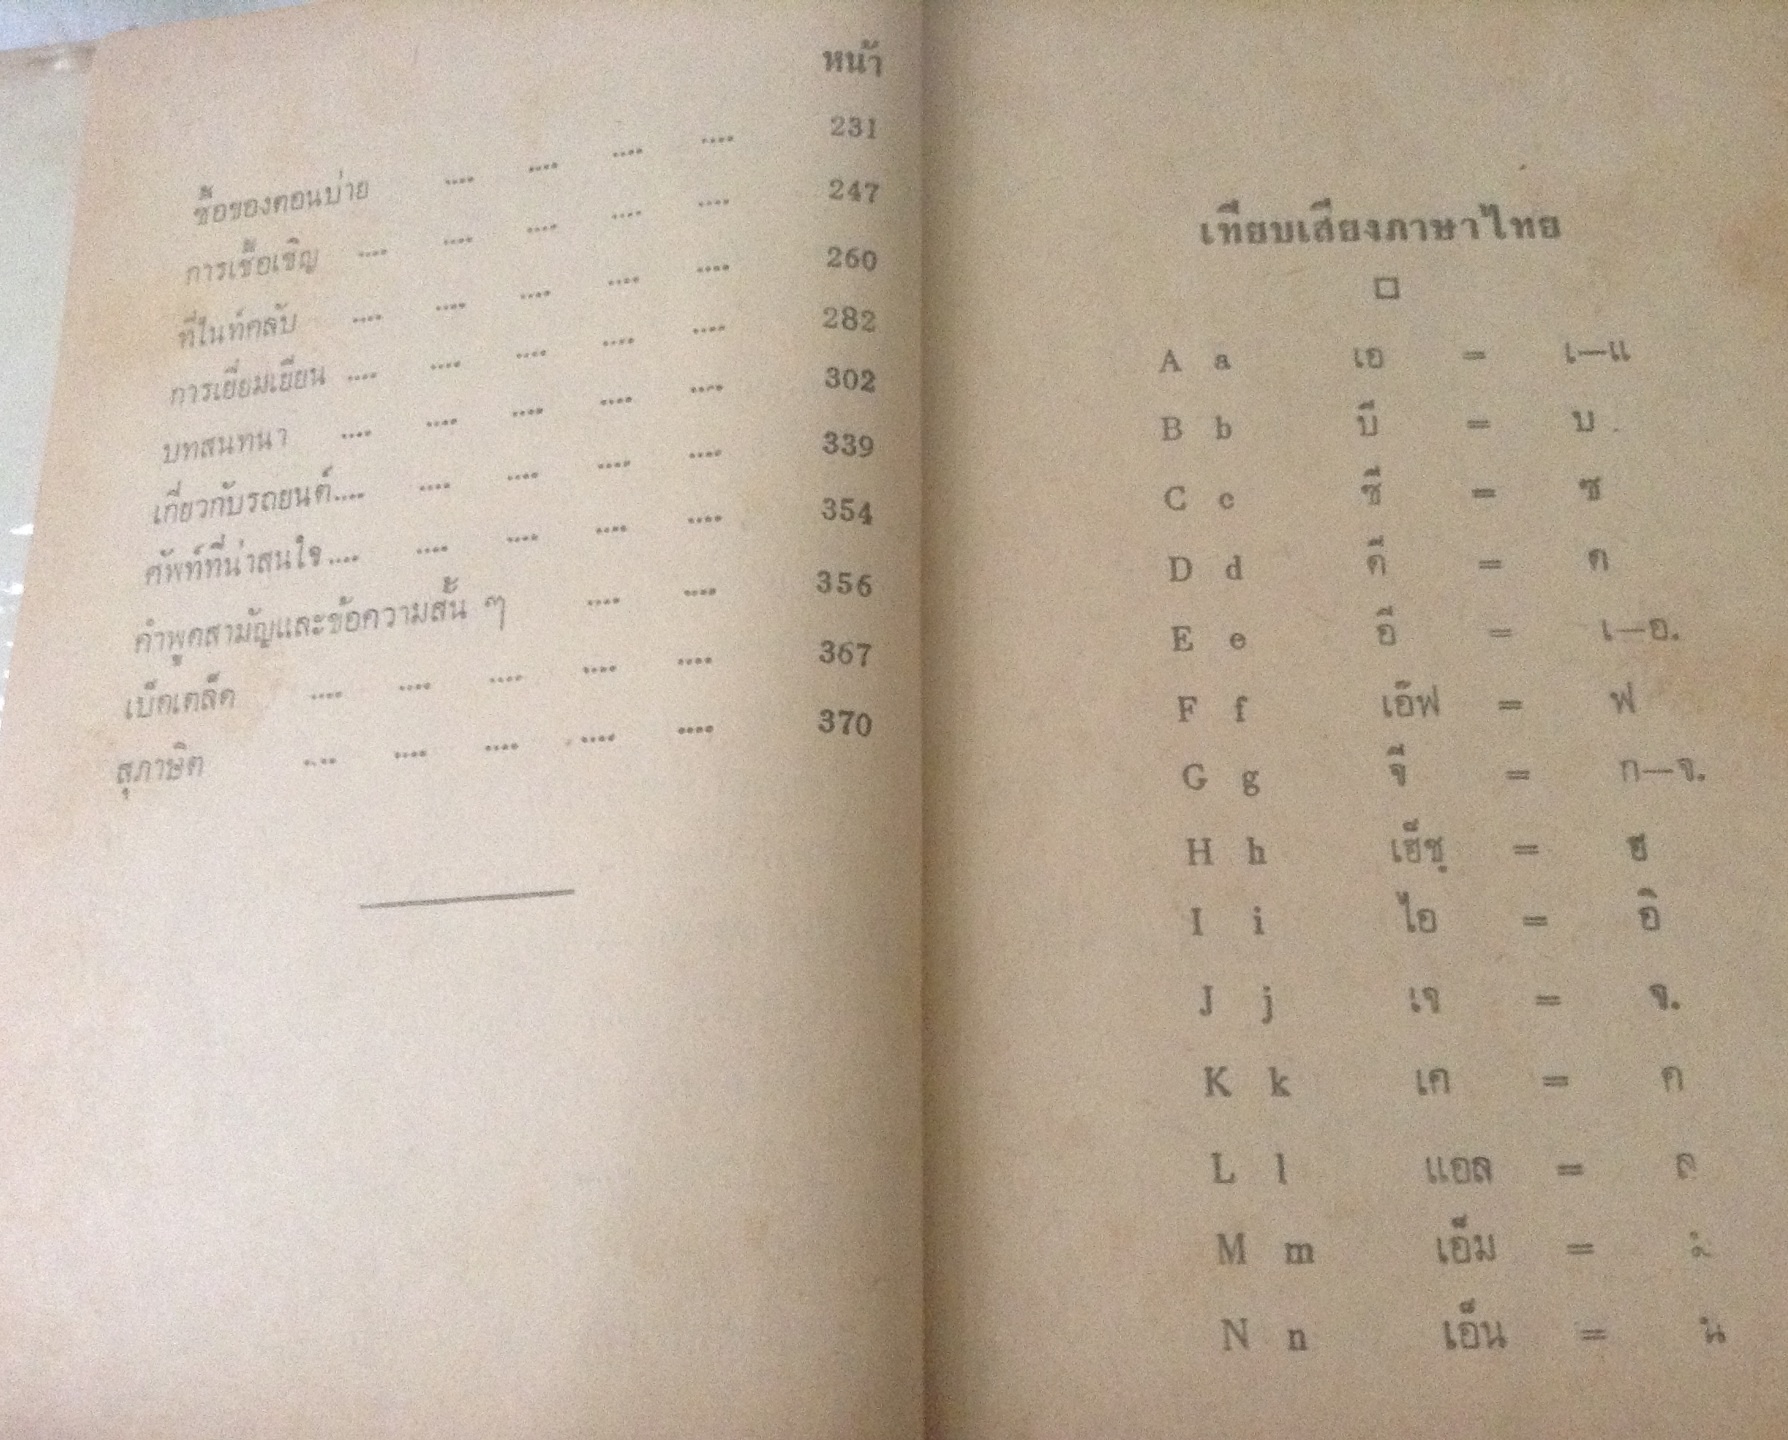 หน้า
ซื้อของตอนบ่าย .... .... .... .... 231
การเชื้อเชิญ .... .... .... .... .... 247
ที่ไนท์คลับ .... .... .... .... .... 260
การเยี่ยมเยียน .... .... .... .... .... 282
บทสนทนา .... .... .... .... .... 302
เกี่ยวกับรถยนต์.... .... .... .... .... 339
ศัพท์ที่น่าสนใจ.... .... .... .... .... 354
คำพูดสามัญและข้อความสั้น ๆ .... .... 356
เบ็ดเตล็ด .... .... .... .... .... 367
สุภาษิต .... .... .... .... .... 370
เทียบเสียงภาษาไทย
A a เอ = เ—แ
B b บี = บ .
C c ซี = ซ
D d ดี = ด
E e อี = เ—อ.
F f เอ๊ฟ = ฟ
G g จี = ก—จ.
H h เฮ็ชฺ = ฮ
I i ไอ = อิ
J j เจ = จ.
K k เค = ค
L l แอล = ล
M m เอ็ม = ม
N n เอ็น = น